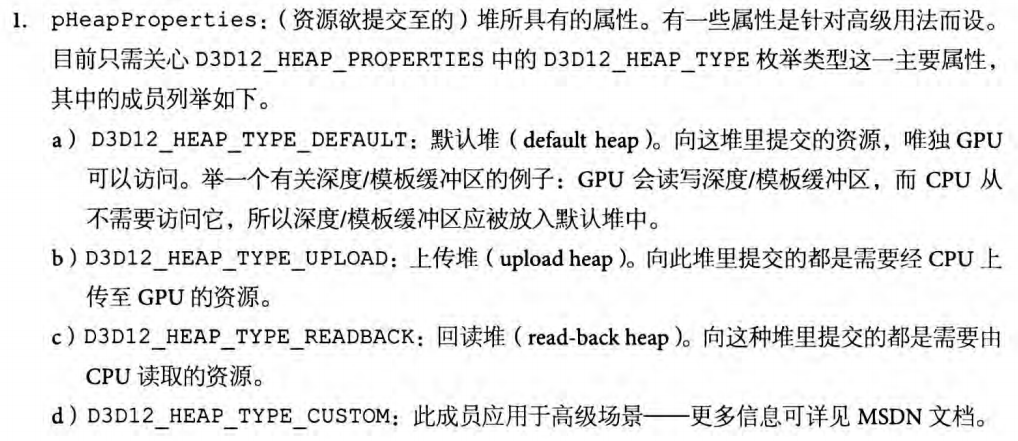 1. pHeapProperties：（资源欲提交至的）堆所具有的属性。有一些属性是针对高级用法而设。
目前只需关心 D3D12_HEAP_PROPERTIES 中的 D3D12_HEAP_TYPE 枚举类型这一主要属性，
其中的成员列举如下。
a）D3D12_HEAP_TYPE_DEFAULT：默认堆（default heap）。向这堆里提交的资源，唯独 GPU
可以访问。举一个有关深度/模板缓冲区的例子：GPU 会读写深度/模板缓冲区，而 CPU 从
不需要访问它，所以深度/模板缓冲区应被放入默认堆中。
b）D3D12_HEAP_TYPE_UPLOAD：上传堆（upload heap）。向此堆里提交的都是需要经 CPU 上
传至 GPU 的资源。
c）D3D12_HEAP_TYPE_READBACK：回读堆（read-back heap）。向这种堆里提交的都是需要由
CPU 读取的资源。
d）D3D12_HEAP_TYPE_CUSTOM：此成员应用于高级场景——更多信息可详见 MSDN 文档。